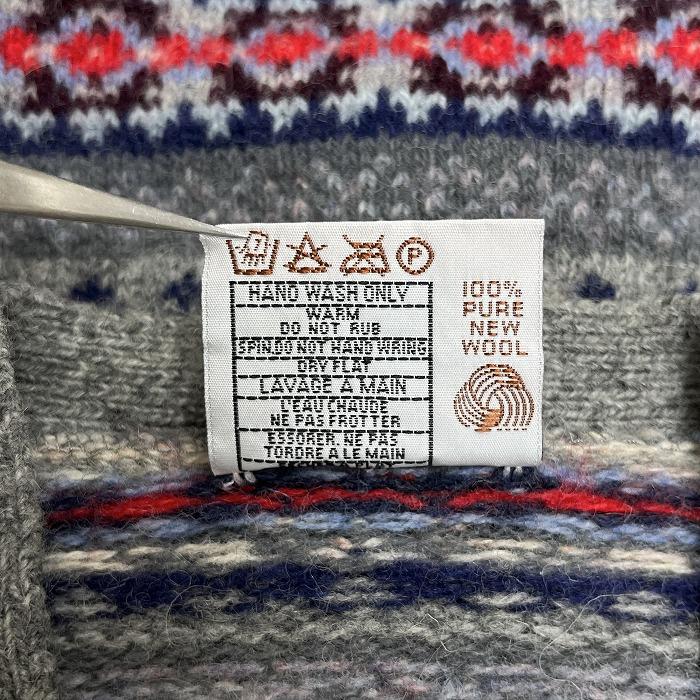 P
HAND WASH ONLY
WARM
DO NOT RUB
SPIN.DO NOT HAND WRING
DRY FLAT
LAVAGE A MAIN
L'EAU CHAUDE
NE PAS FROTTER
ESSORER. NE PAS
TORDRE A LE MAIN
100%
PURE
NEW
WOOL